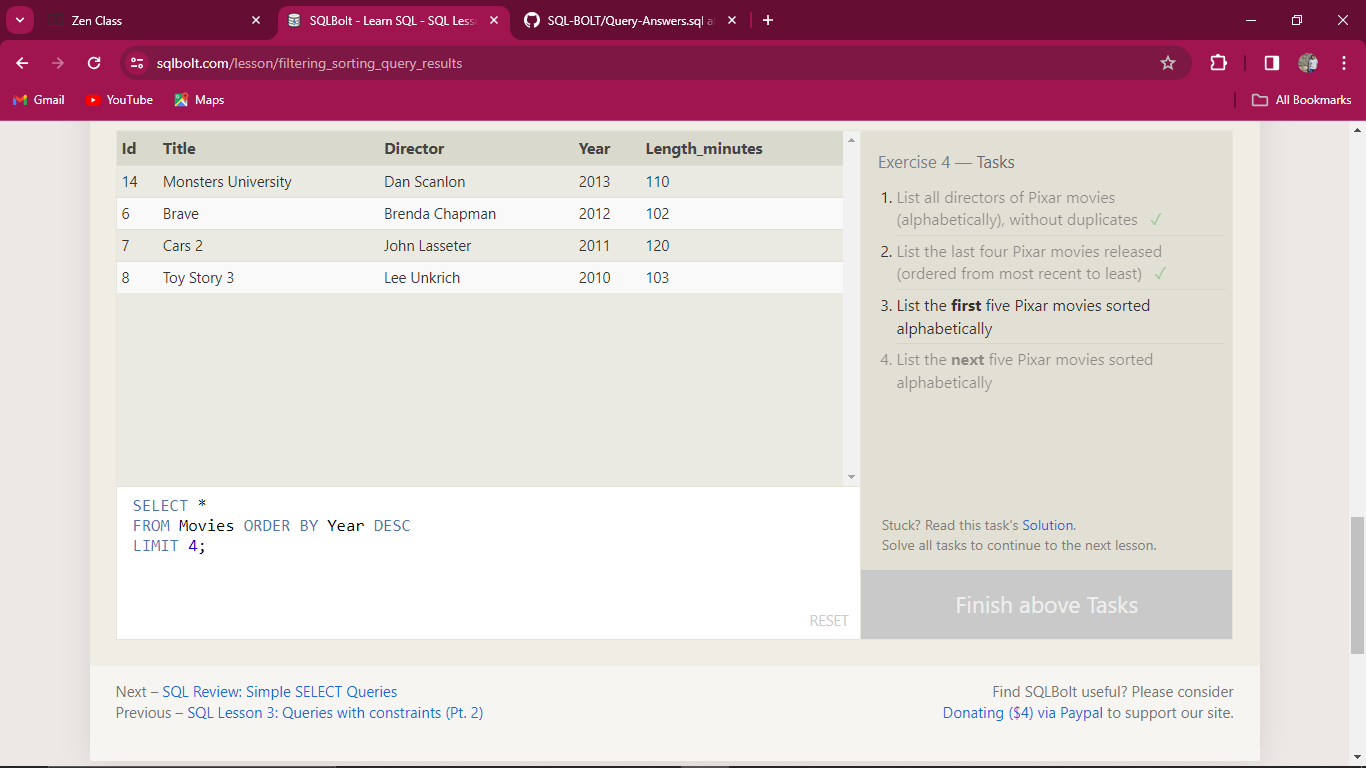 Zen Class
SQLBolt - Learn SQL - SQL Less
SQL-BOLT/Query-Answers.sql a
sqlbolt.com/lesson/filtering_sorting_query_results
Gmail YouTube Maps All Bookmarks
Id Title Director Year Length_minutes
14 Monsters University Dan Scanlon 2013 110
6 Brave Brenda Chapman 2012 102
7 Cars 2 John Lasseter 2011 120
8 Toy Story 3 Lee Unkrich 2010 103
SELECT *
FROM Movies ORDER BY Year DESC
LIMIT 4;
RESET
Exercise 4 — Tasks
1. List all directors of Pixar movies
(alphabetically), without duplicates ✓
2. List the last four Pixar movies released
(ordered from most recent to least) ✓
3. List the first five Pixar movies sorted
alphabetically
4. List the next five Pixar movies sorted
alphabetically
Stuck? Read this task's Solution.
Solve all tasks to continue to the next lesson.
Finish above Tasks
Next – SQL Review: Simple SELECT Queries
Previous – SQL Lesson 3: Queries with constraints (Pt. 2)
Find SQLBolt useful? Please consider
Donating ($4) via Paypal to support our site.